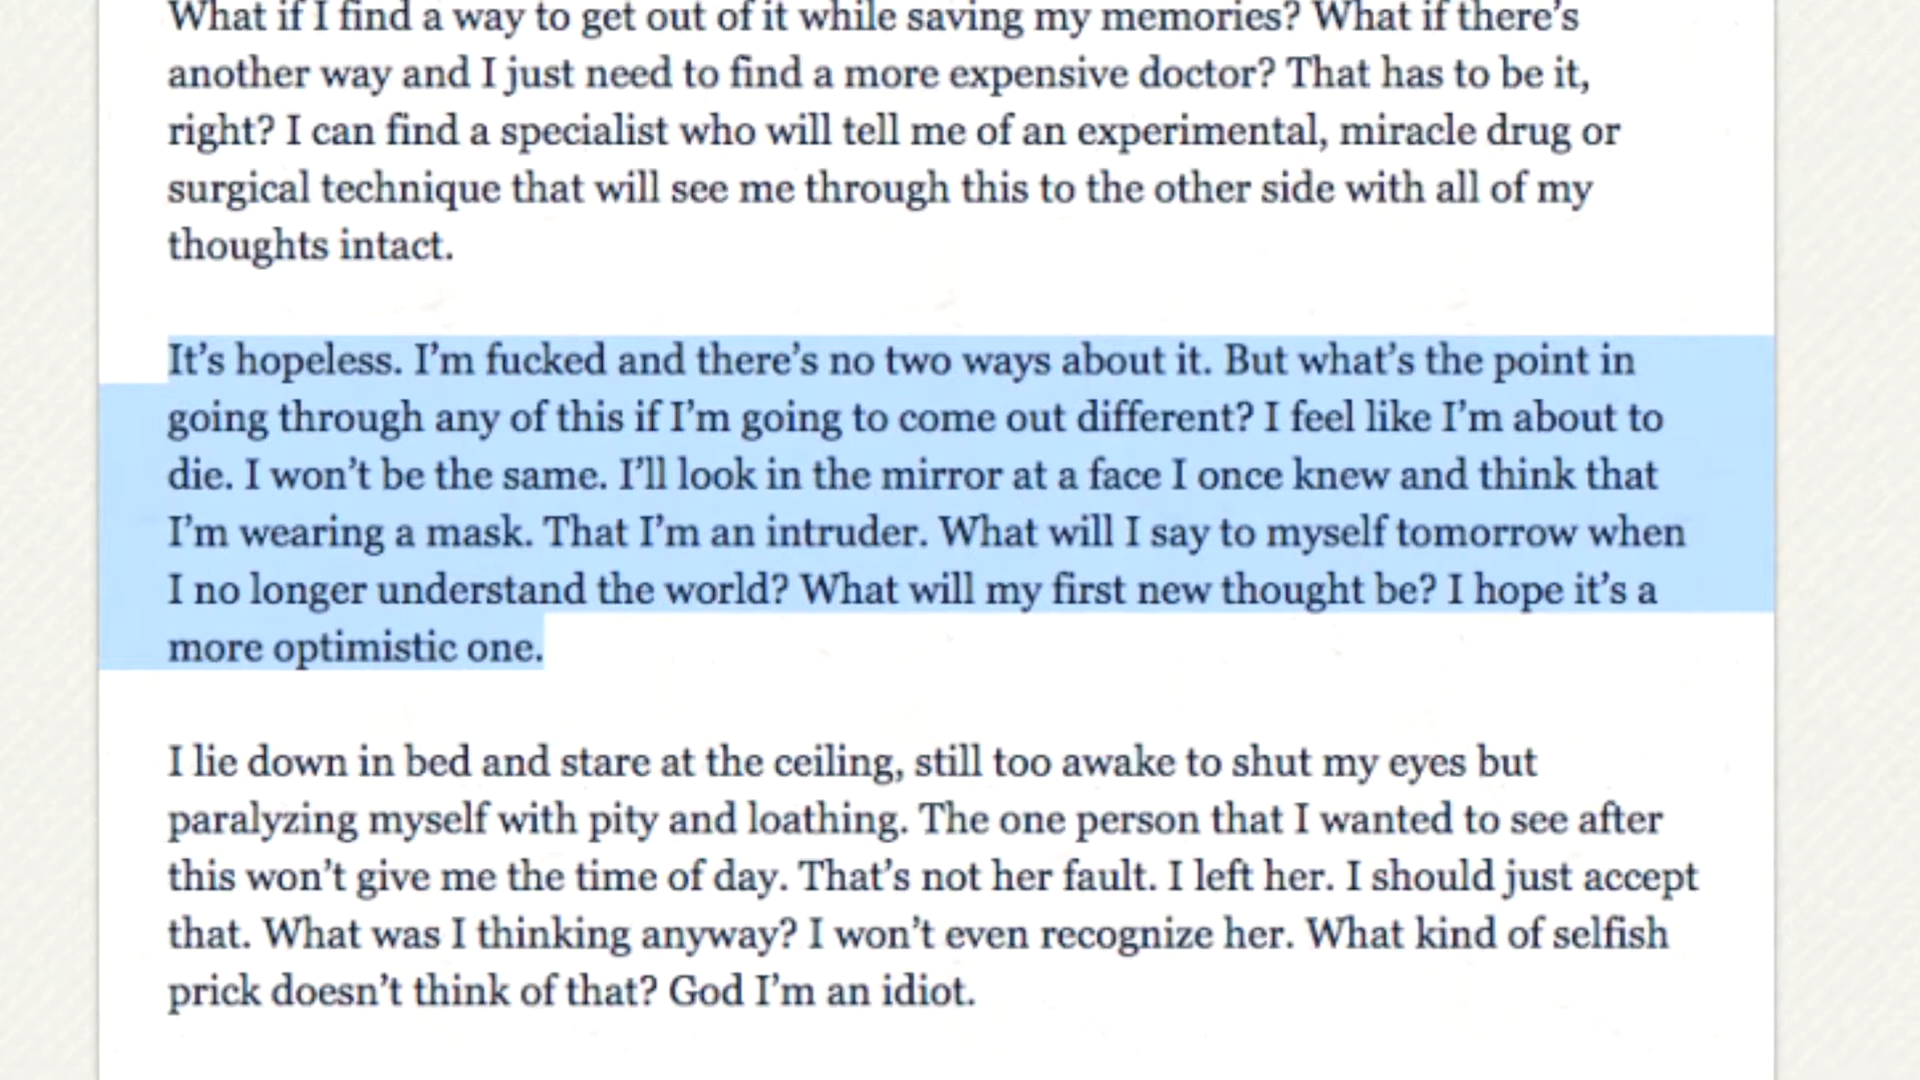 What if I find a way to get out of it while saving my memories? What if there’s
another way and I just need to find a more expensive doctor? That has to be it,
right? I can find a specialist who will tell me of an experimental, miracle drug or
surgical technique that will see me through this to the other side with all of my
thoughts intact.
It’s hopeless. I’m fucked and there’s no two ways about it. But what’s the point in
going through any of this if I’m going to come out different? I feel like I’m about to
die. I won’t be the same. I’ll look in the mirror at a face I once knew and think that
I’m wearing a mask. That I’m an intruder. What will I say to myself tomorrow when
I no longer understand the world? What will my first new thought be? I hope it’s a
more optimistic one.
I lie down in bed and stare at the ceiling, still too awake to shut my eyes but
paralyzing myself with pity and loathing. The one person that I wanted to see after
this won’t give me the time of day. That’s not her fault. I left her. I should just accept
that. What was I thinking anyway? I won’t even recognize her. What kind of selfish
prick doesn’t think of that? God I’m an idiot.